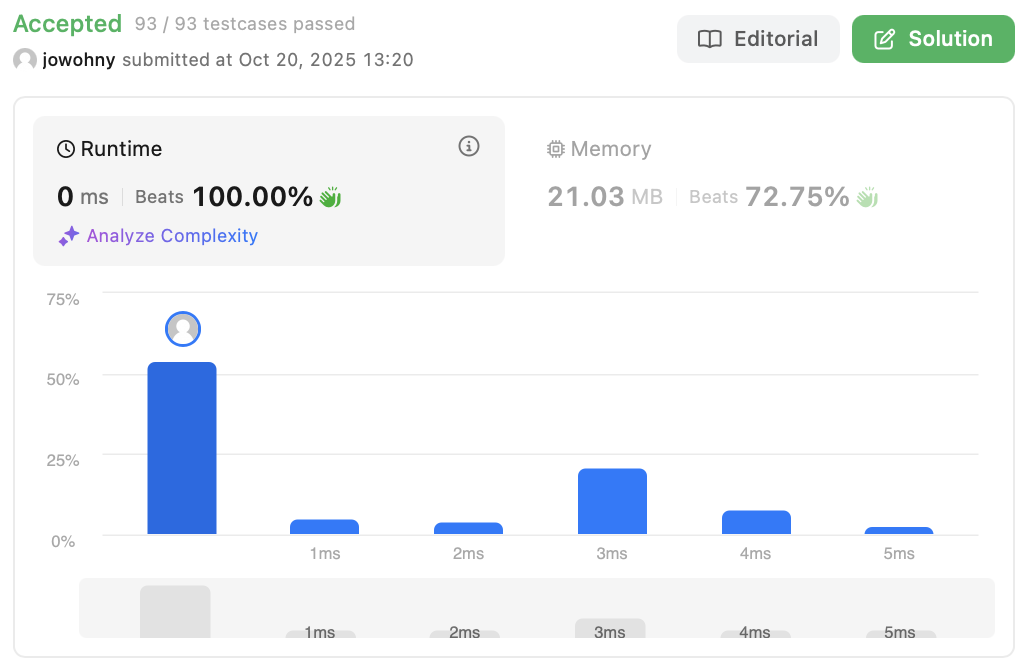 Accepted 93 / 93 testcases passed
Editorial
Solution
jowohny submitted at Oct 20, 2025 13:20
Runtime
Memory
0 ms Beats 100.00%
21.03 MB Beats 72.75%
Analyze Complexity
75%
50%
25%
0%
1ms 2ms 3ms 4ms 5ms
1ms 2ms 3ms 4ms 5ms